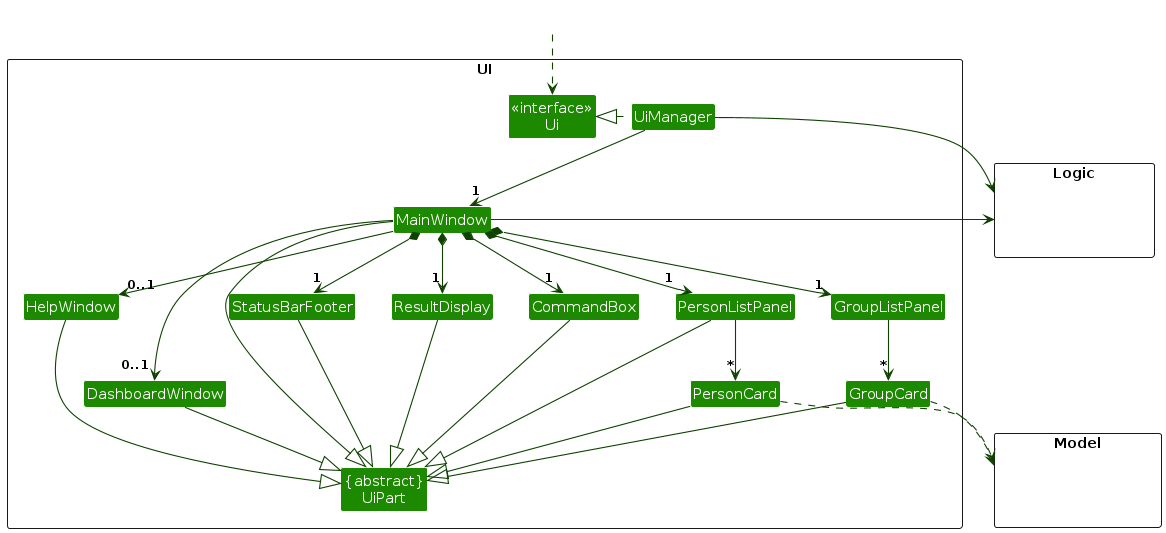 UI
«interface»
Ui
UiManager
Logic
1
MainWindow
0..1
1
1
1
1
1
HelpWindow
StatusBarFooter
ResultDisplay
CommandBox
PersonListPanel
GroupListPanel
0..1
*
*
DashboardWindow
PersonCard
GroupCard
Model
{abstract}
UiPart